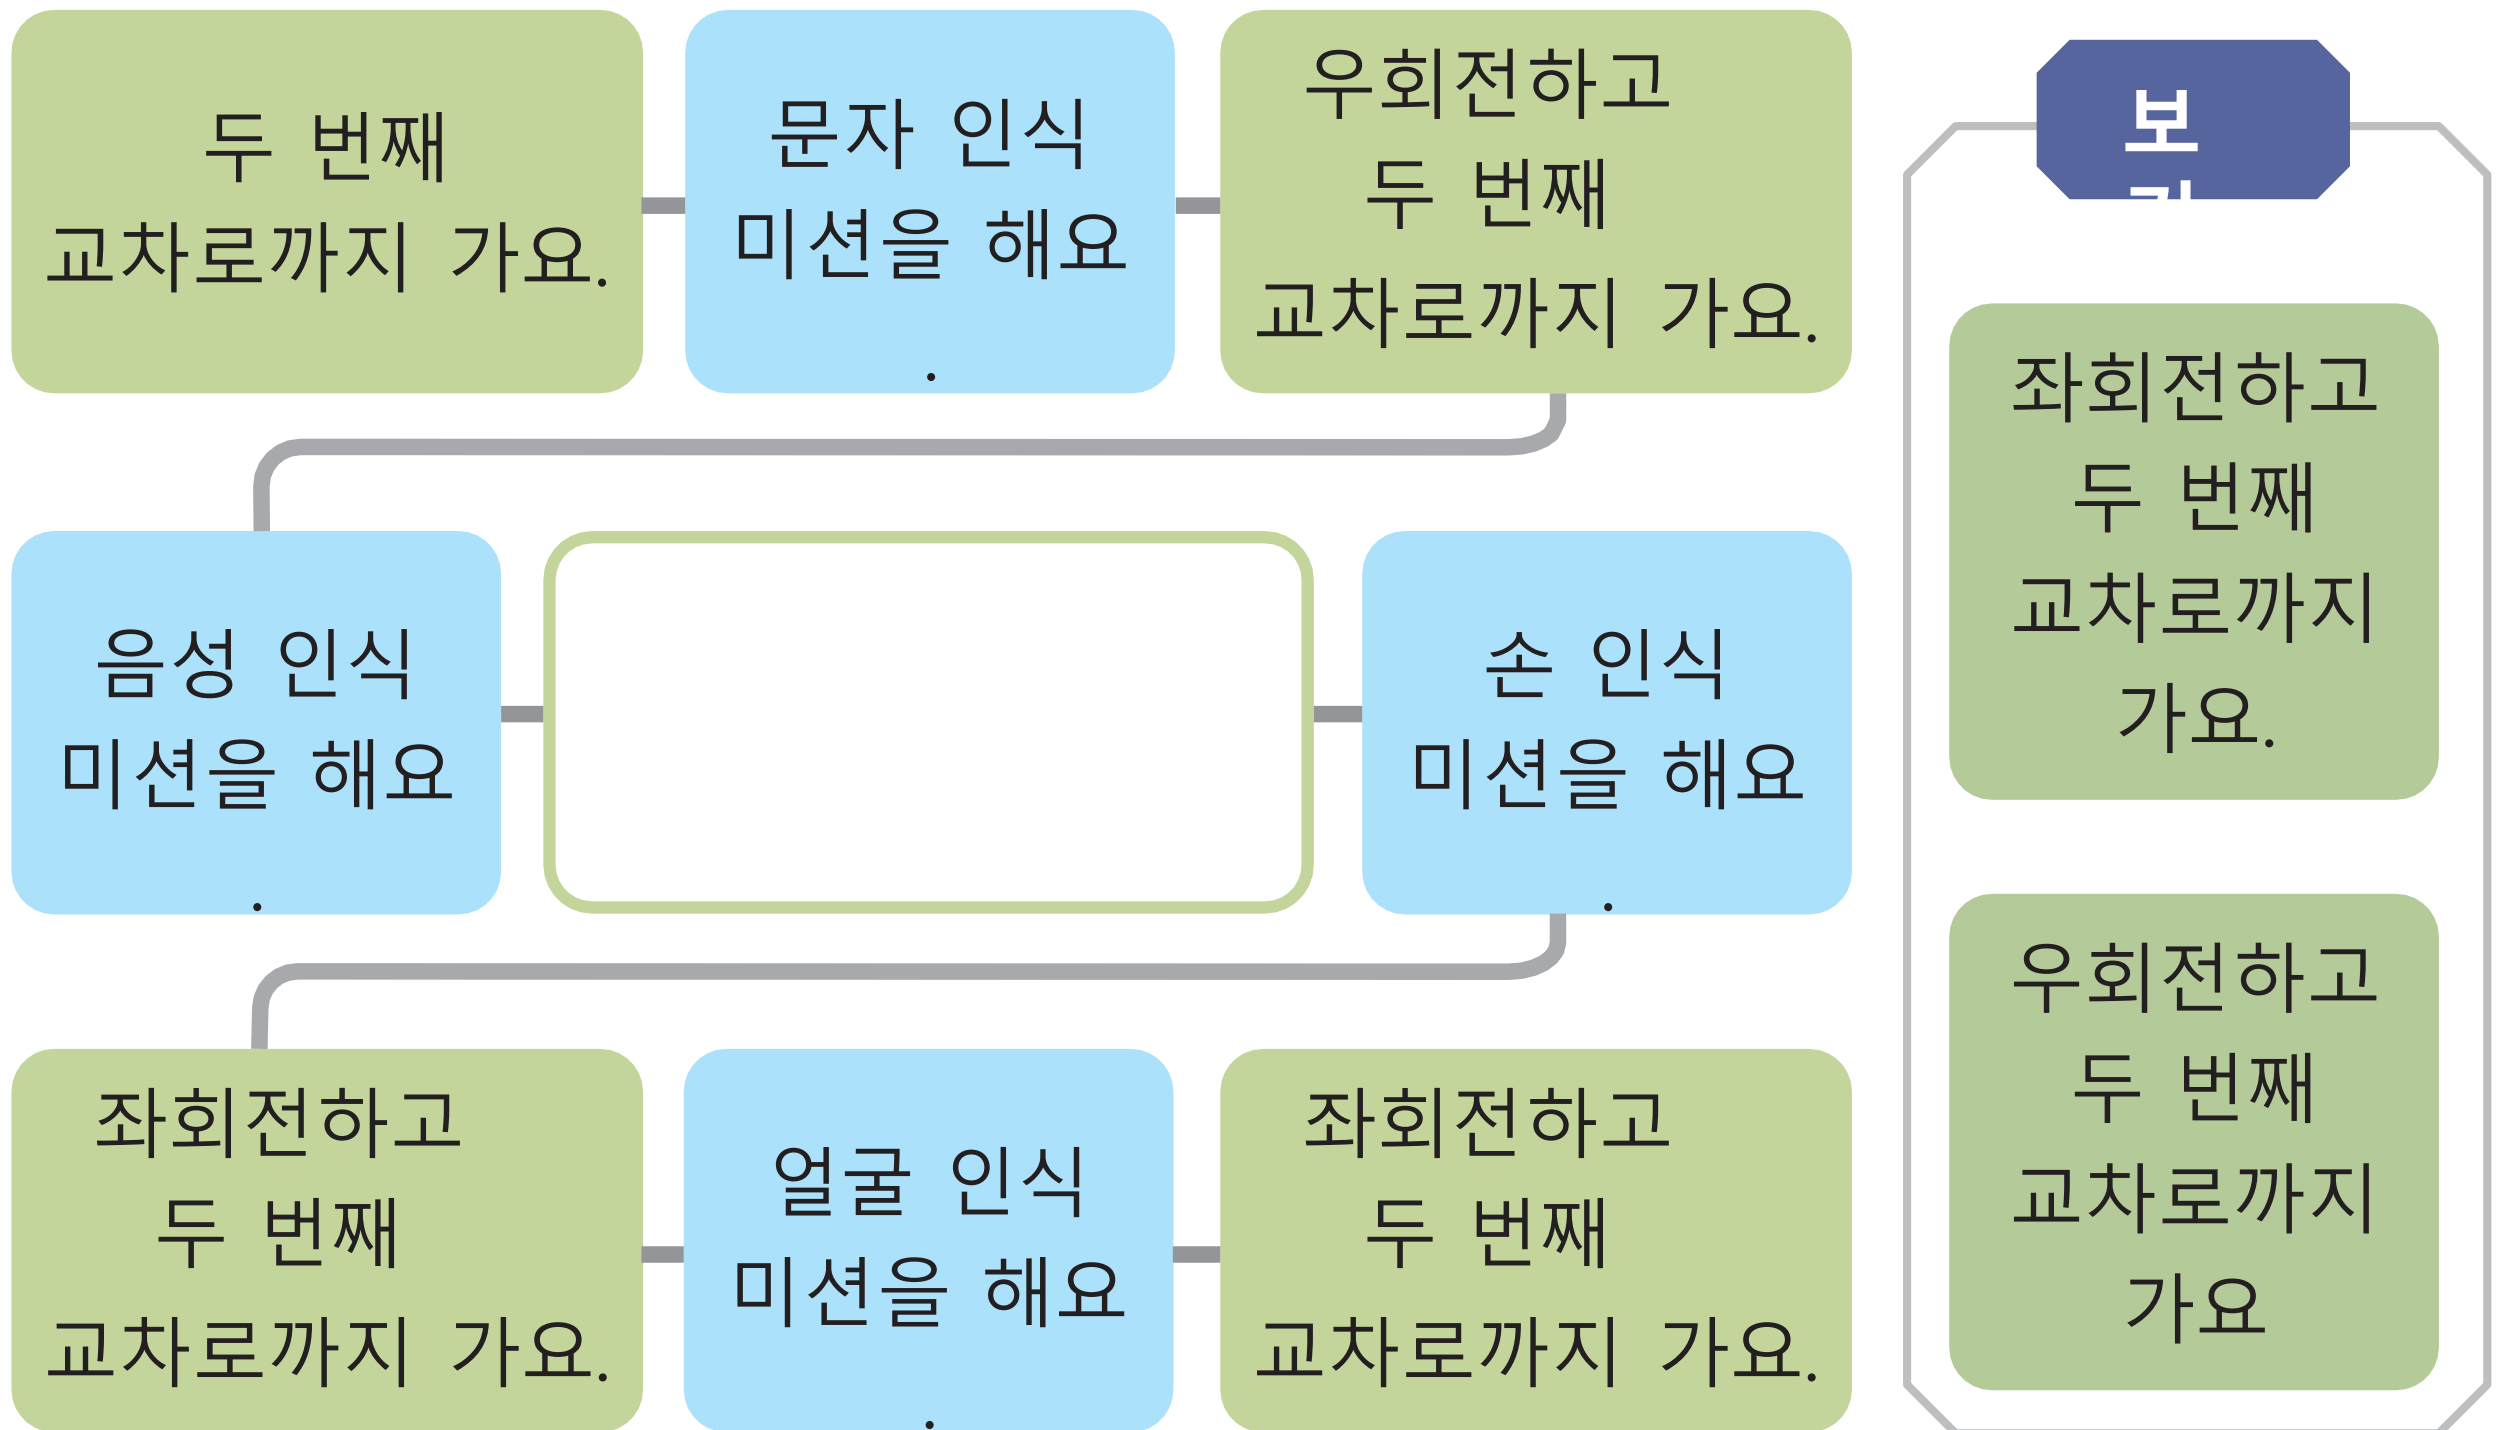 두 번째
교차로까지 가요.
문자 인식
미션을 해요
.
우회전하고
두 번째
교차로까지 가요.
음성 인식
미션을 해요
.
손 인식
미션을 해요
.
좌회전하고
두 번째
교차로까지 가요.
얼굴 인식
미션을 해요
.
좌회전하고
두 번째
교차로까지 가요.
보
좌회전하고
두 번째
교차로까지
가요.
우회전하고
두 번째
교차로까지
가요